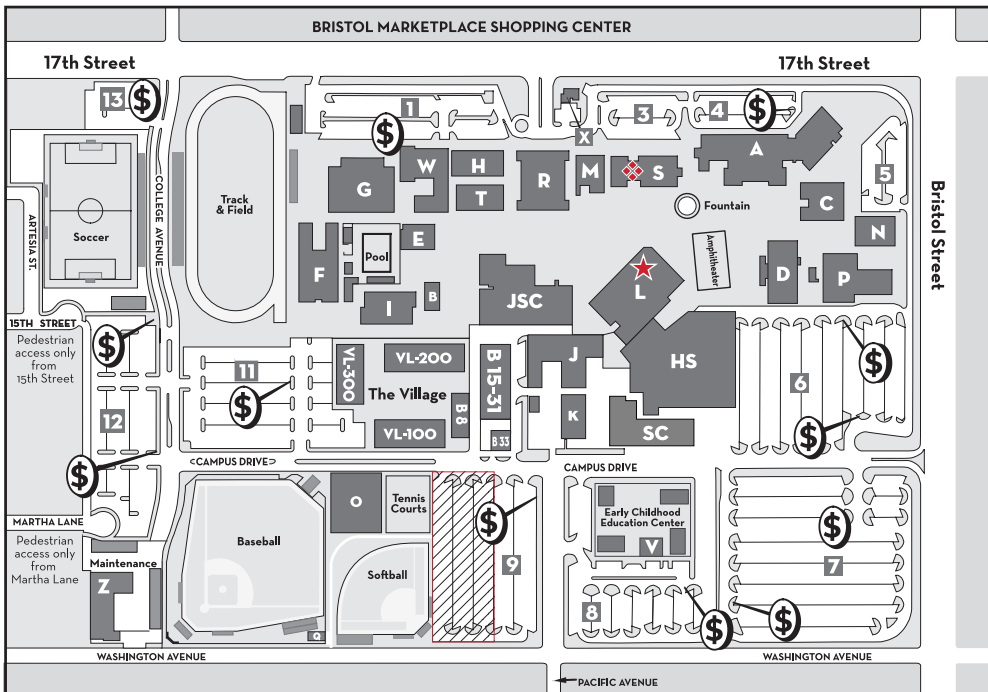 BRISTOL MARKETPLACE SHOPPING CENTER
17th Street
17th Street
13
$
1
$
3
4
$
X
A
5
W
H
G
T
R
M
S
C
COLLEGE AVENUE
Track
& Field
Fountain
N
Bristol Street
ARTESIA ST.
Soccer
E
Pool
F
Amphitheater
L
D
P
B
I
JSC
15TH STREET
Pedestrian
access only
from
15th Street
$
11
$
VL-300
VL-200
The Village
VL-100
B 8
B 15-31
B 33
J
K
HS
SC
6
$
$
12
$
CAMPUS DRIVE
CAMPUS DRIVE
MARTHA LANE
Pedestrian
access only
from
Martha Lane
Maintenance
Z
Baseball
O
Tennis
Courts
Softball
Q
$
9
Early Childhood
Education Center
V
8
$
$
7
$
WASHINGTON AVENUE
WASHINGTON AVENUE
PACIFIC AVENUE